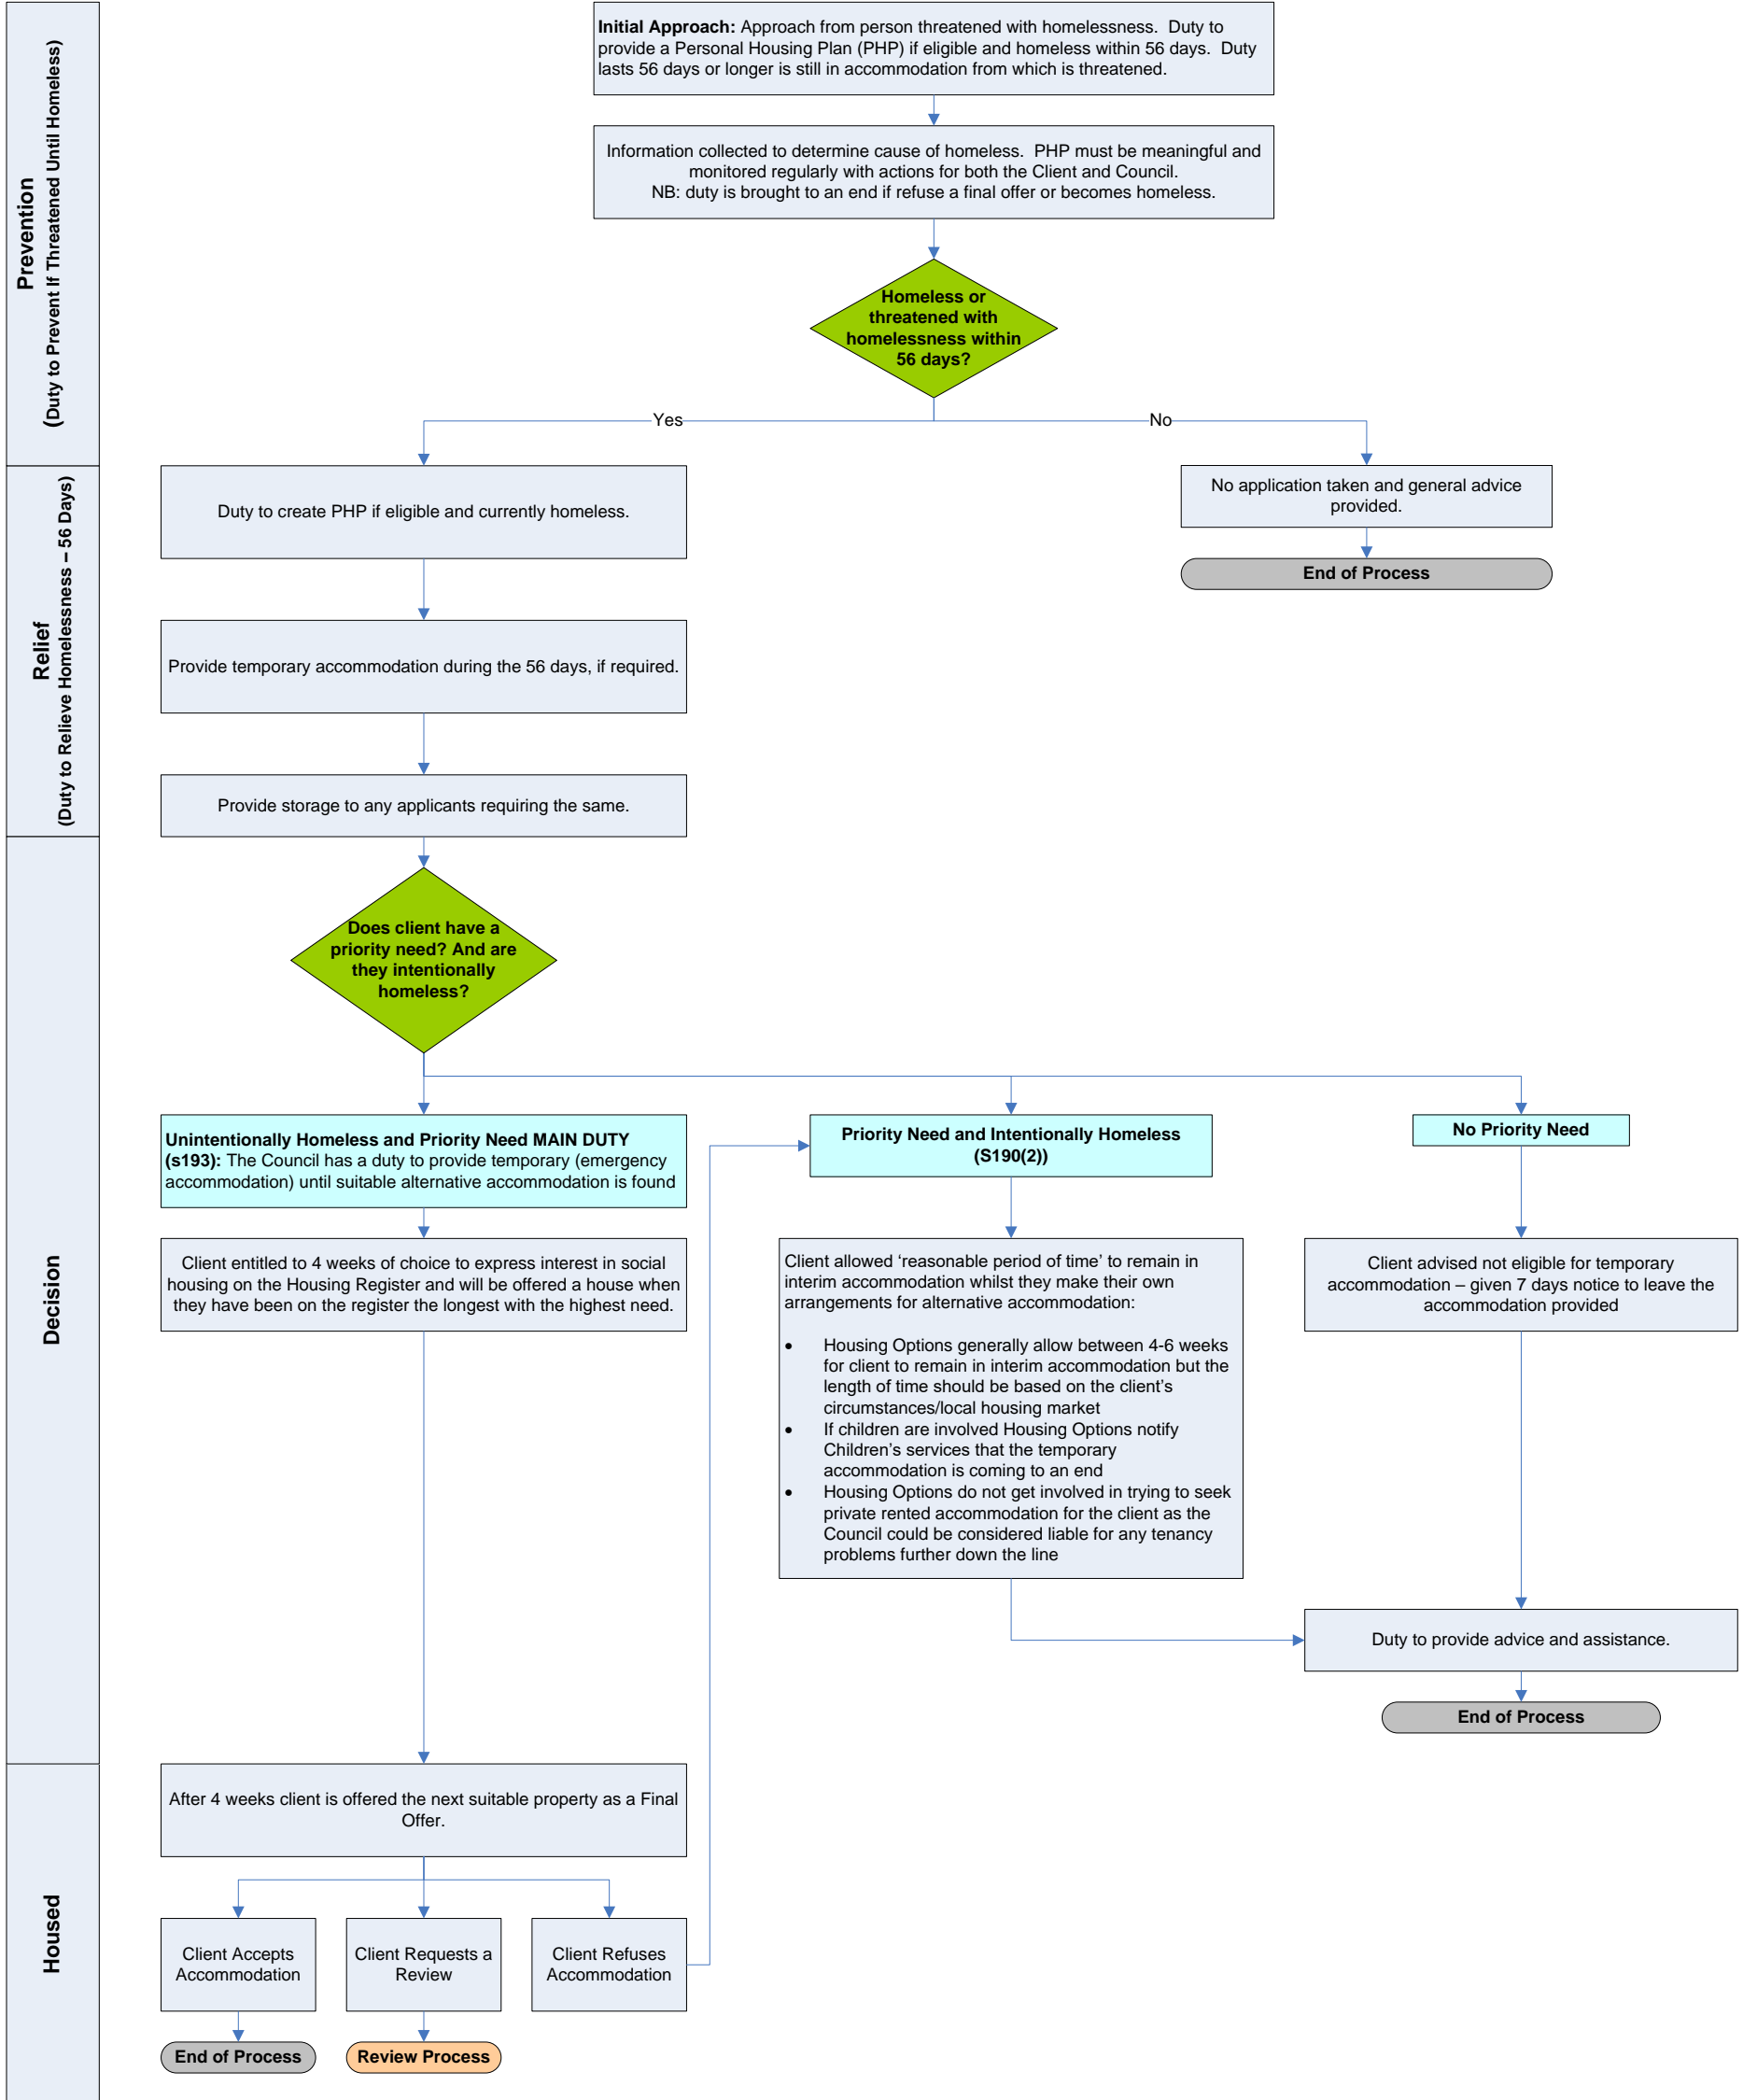 Prevention
(Duty to Prevent If Threatened Until Homeless)
Initial Approach: Approach from person threatened with homelessness. Duty to
provide a Personal Housing Plan (PHP) if eligible and homeless within 56 days. Duty
lasts 56 days or longer is still in accommodation from which is threatened.
Information collected to determine cause of homeless. PHP must be meaningful and
monitored regularly with actions for both the Client and Council.
NB: duty is brought to an end if refuse a final offer or becomes homeless.
Homeless or
threatened with
homelessness within
56 days?
Yes
No
Relief
(Duty to Relieve Homelessness – 56 Days)
Duty to create PHP if eligible and currently homeless.
No application taken and general advice
provided.
End of Process
Provide temporary accommodation during the 56 days, if required.
Provide storage to any applicants requiring the same.
Decision
Does client have a
priority need? And are
they intentionally
homeless?
Unintentionally Homeless and Priority Need MAIN DUTY
(s193): The Council has a duty to provide temporary (emergency
accommodation) until suitable alternative accommodation is found
Priority Need and Intentionally Homeless
(S190(2))
No Priority Need
Client entitled to 4 weeks of choice to express interest in social
housing on the Housing Register and will be offered a house when
they have been on the register the longest with the highest need.
Client allowed ‘reasonable period of time’ to remain in
interim accommodation whilst they make their own
arrangements for alternative accommodation:
• Housing Options generally allow between 4-6 weeks
for client to remain in interim accommodation but the
length of time should be based on the client’s
circumstances/local housing market
• If children are involved Housing Options notify
Children’s services that the temporary
accommodation is coming to an end
• Housing Options do not get involved in trying to seek
private rented accommodation for the client as the
Council could be considered liable for any tenancy
problems further down the line
Client advised not eligible for temporary
accommodation – given 7 days notice to leave the
accommodation provided
Duty to provide advice and assistance.
End of Process
Housed
After 4 weeks client is offered the next suitable property as a Final
Offer.
Client Accepts
Accommodation
Client Requests a
Review
Client Refuses
Accommodation
End of Process
Review Process